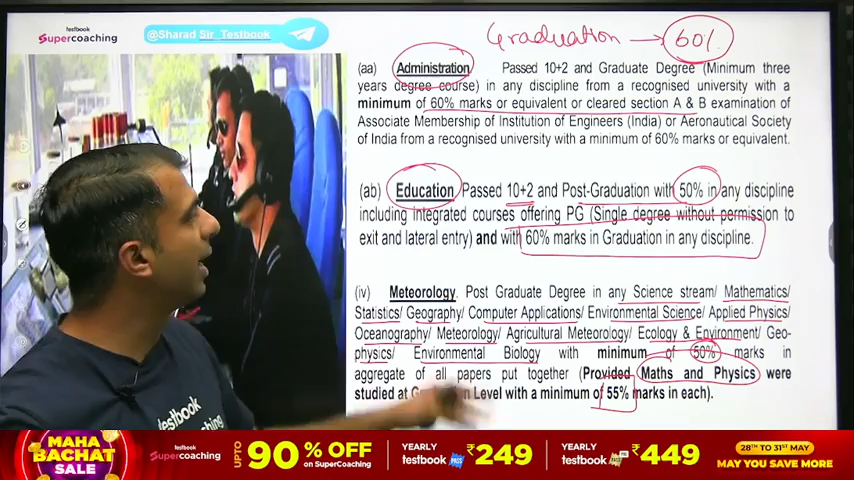 testbook
Supercoaching
@Sharad Sir_Testbook
Graduation → 60%
(aa) Administration Passed 10+2 and Graduate Degree (Minimum three
years degree course) in any discipline from a recognised university with a
minimum of 60% marks or equivalent or cleared section A & B examination of
Associate Membership of Institution of Engineers (India) or Aeronautical Society
of India from a recognised university with a minimum of 60% marks or equivalent.
(ab) Education Passed 10+2 and Post-Graduation with 50% in any discipline
including integrated courses offering PG (Single degree without permission to
exit and lateral entry) and with 60% marks in Graduation in any discipline.
(iv) Meteorology. Post Graduate Degree in any Science stream/ Mathematics/
Statistics/ Geography/ Computer Applications/ Environmental Science/ Applied Physics/
Oceanography/ Meteorology/ Agricultural Meteorology/ Ecology & Environment/ Geo-
physics/ Environmental Biology with minimum of 50% marks in
aggregate of all papers put together (Provided Maths and Physics were
studied at Level with a minimum of 55% marks in each).
testbook
MAHA
BACHAT
SALE
testbook
Supercoaching
UPTO
90% OFF
on SuperCoaching
YEARLY
testbook PASS
₹249
YEARLY
testbook
₹449
28TH TO 31ST MAY
MAY YOU SAVE MORE